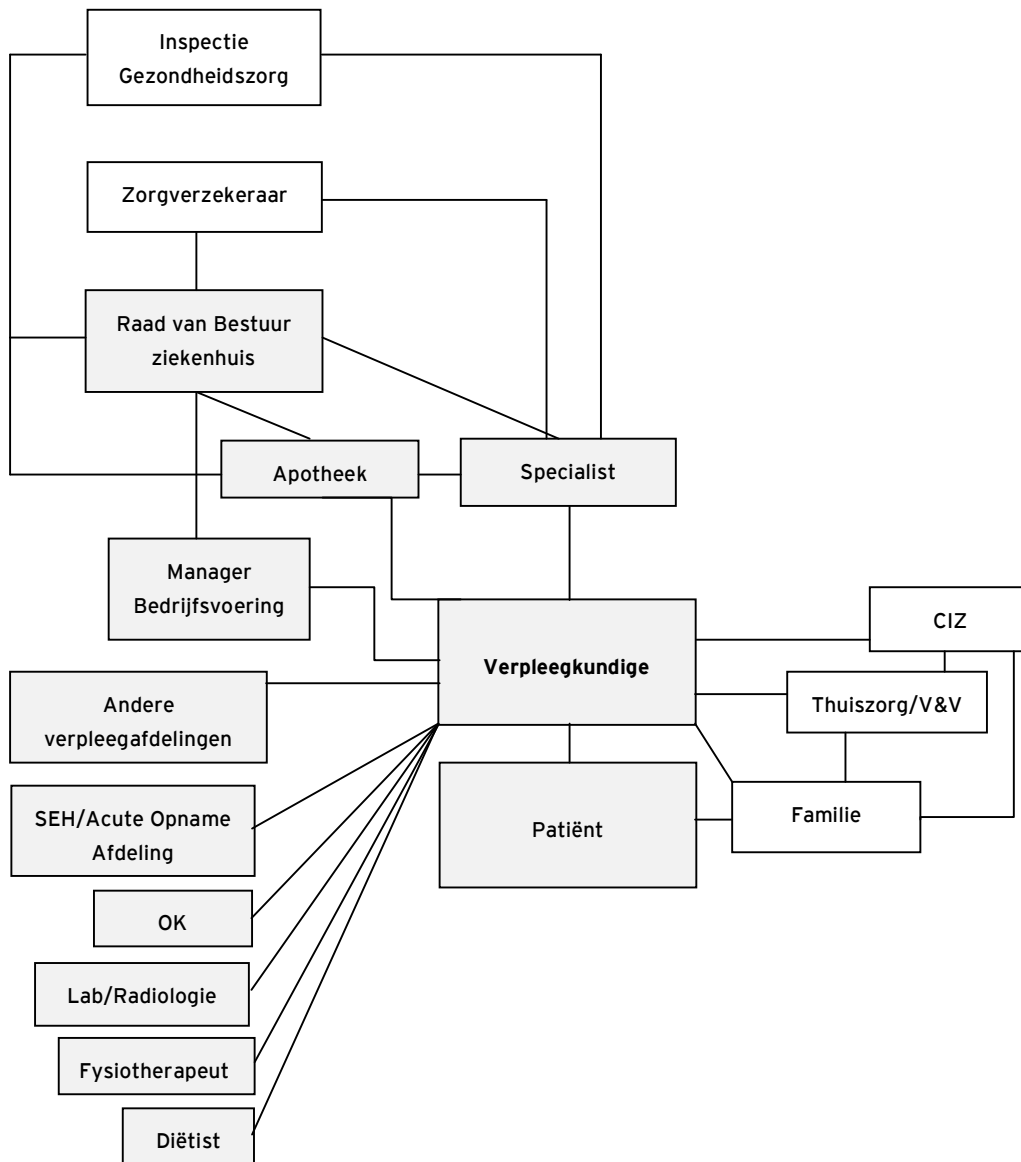 Inspectie
Gezondheidszorg
Zorgverzekeraar
Raad van Bestuur
ziekenhuis
Apotheek
Specialist
Manager
Bedrijfsvoering
CIZ
Verpleegkundige
Thuiszorg/V&V
Andere
verpleegafdelingen
SEH/Acute Opname
Afdeling
Patiënt
Familie
OK
Lab/Radiologie
Fysiotherapeut
Diëtist